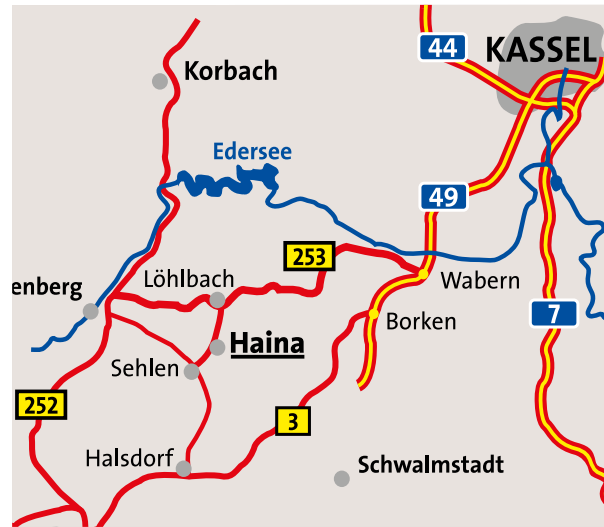 44
KASSEL
Korbach
Edersee
49
253
Löhlbach
Wabern
enberg
7
Borken
Haina
Sehlen
252
3
Halsdorf
Schwalmstadt